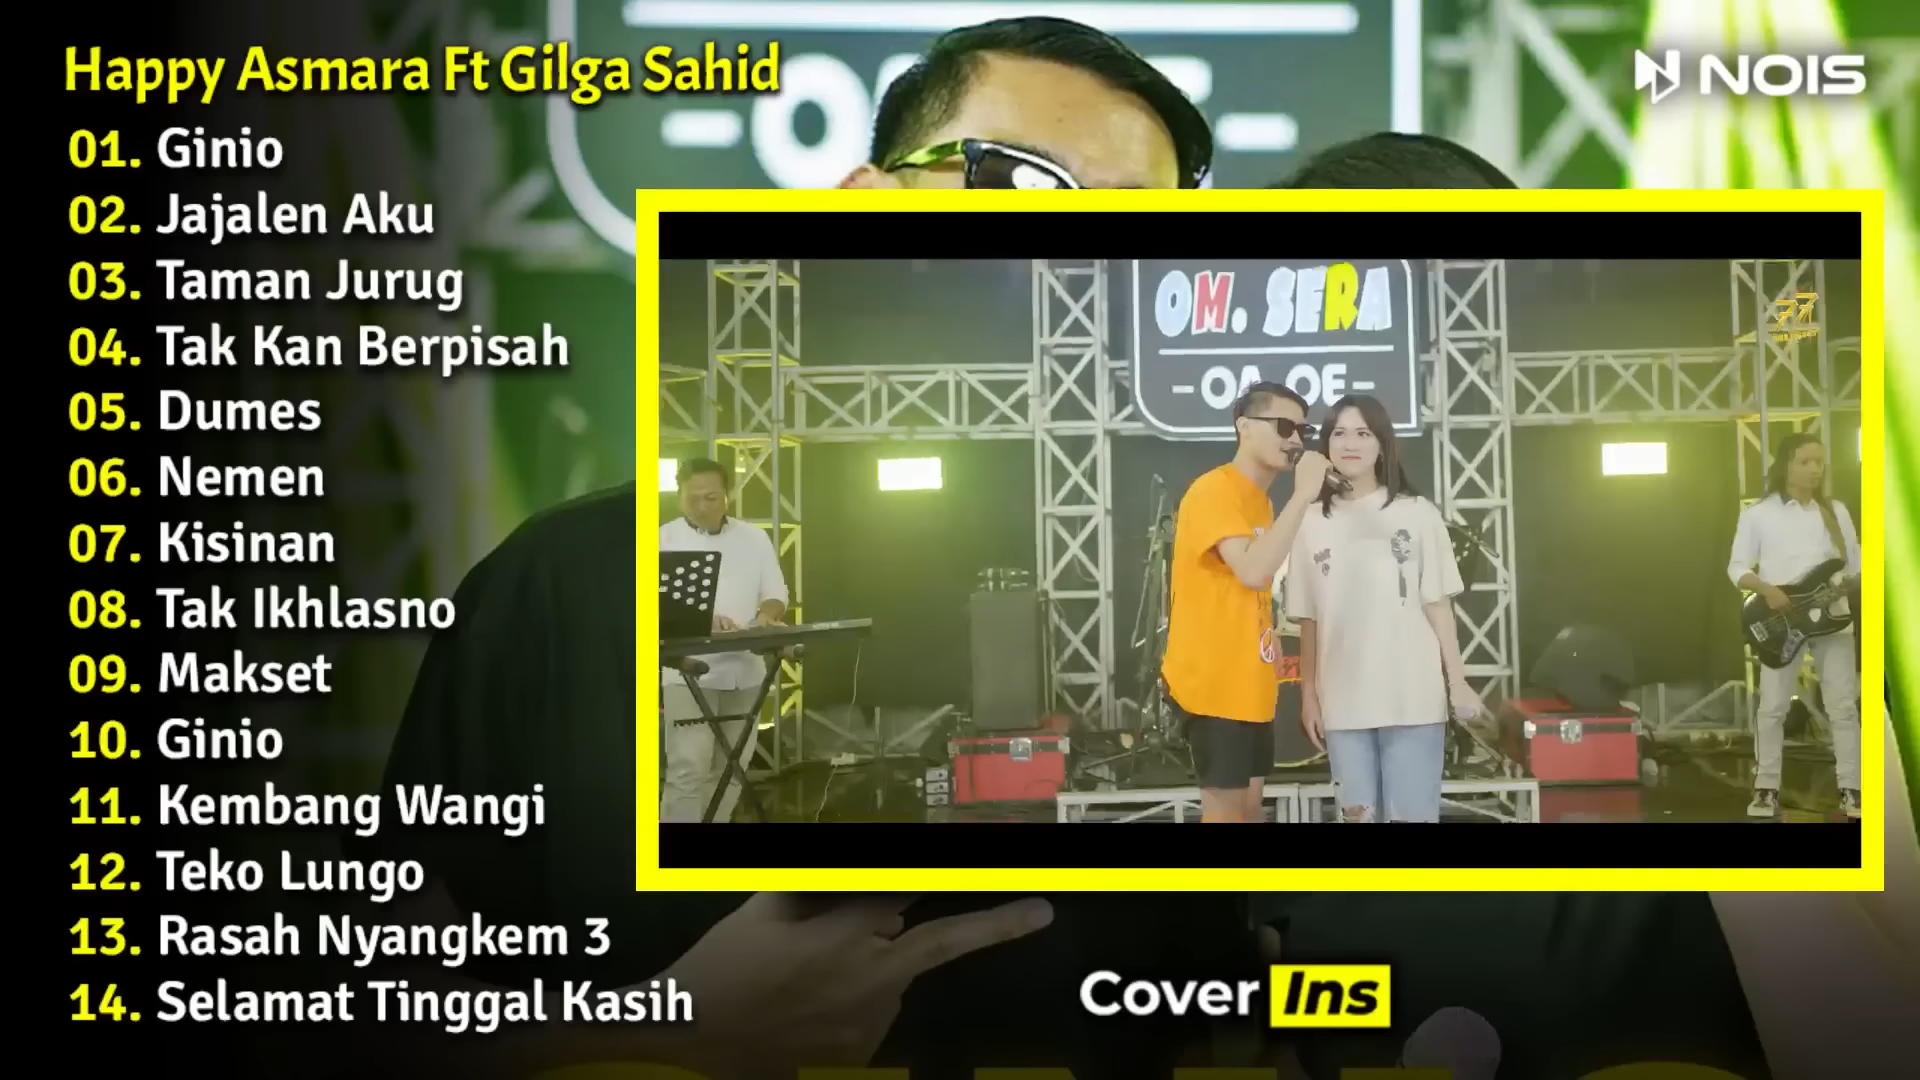 Happy Asmara Ft Gilga Sahid
NOIS
01. Ginio
02. Jajalen Aku
03. Taman Jurug
04. Tak Kan Berpisah
05. Dumes
06. Nemen
07. Kisinan
08. Tak Ikhlasno
09. Makset
10. Ginio
11. Kembang Wangi
12. Teko Lungo
13. Rasah Nyangkem 3
14. Selamat Tinggal Kasih
OM. SERA
-OA OE-
Cover Ins